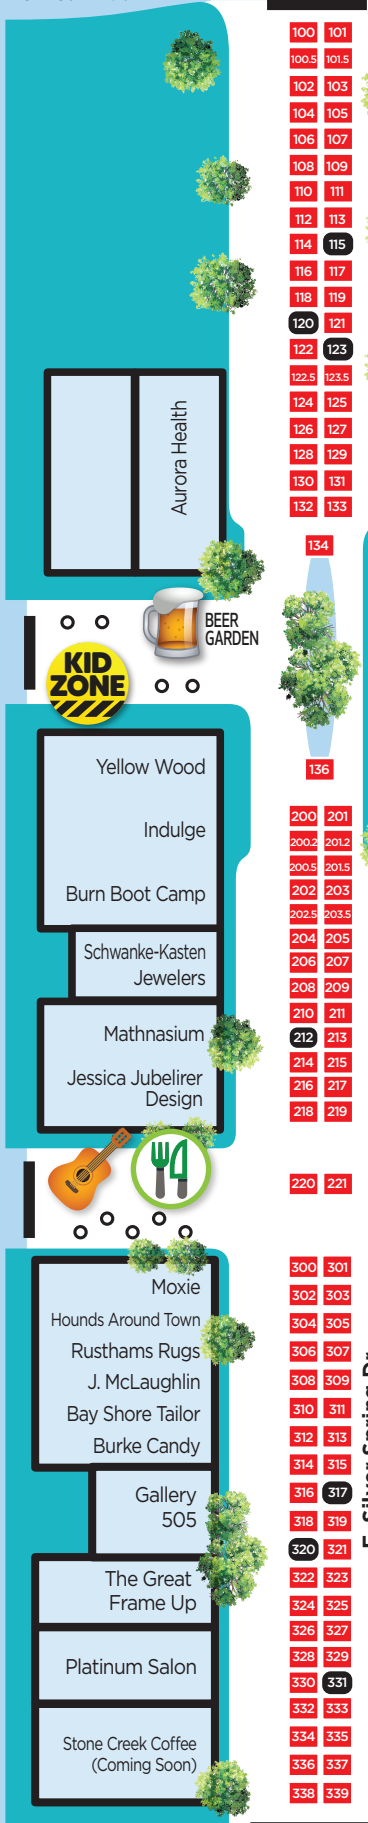 100 101
100.5 101.5
102 103
104 105
106 107
108 109
110 111
112 113
114 115
116 117
118 119
120 121
122 123
122.5 123.5
124 125
126 127
128 129
130 131
132 133
Aurora Health
134
BEER
GARDEN
KID
ZONE
136
Yellow Wood
Indulge
Burn Boot Camp
Schwanke-Kasten
Jewelers
Mathnasium
Jessica Jubelirer
Design
200 201
200.2 201.2
200.5 201.5
202 203
202.5 203.5
204 205
206 207
208 209
210 211
212 213
214 215
216 217
218 219
220 221
Moxie
Hounds Around Town
Rusthams Rugs
J. McLaughlin
Bay Shore Tailor
Burke Candy
Gallery
505
The Great
Frame Up
Platinum Salon
Stone Creek Coffee
(Coming Soon)
300 301
302 303
304 305
306 307
308 309
310 311
312 313
314 315
316 317
318 319
320 321
322 323
324 325
326 327
328 329
330 331
332 333
334 335
336 337
338 339